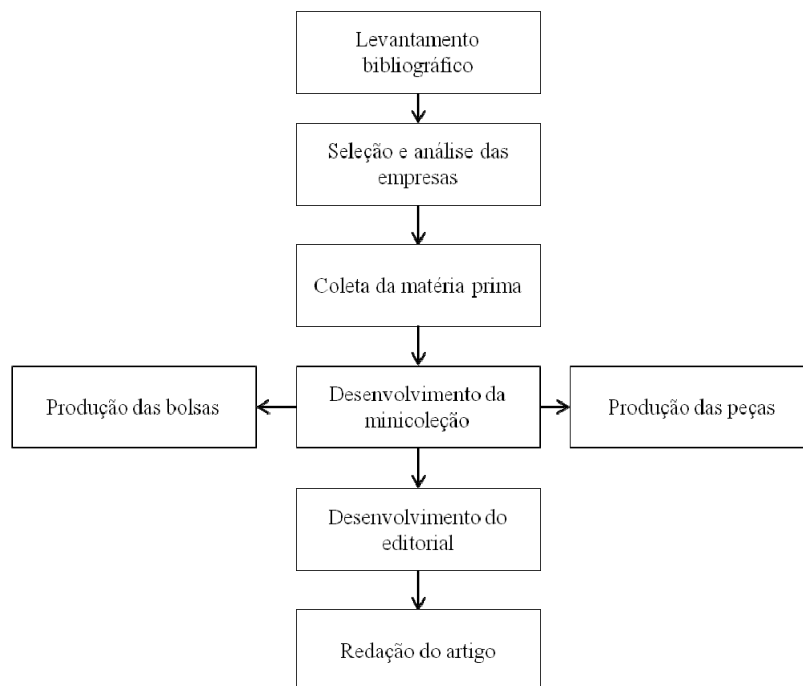 Levantamento
bibliográfico
Seleção e análise das
empresas
Coleta da matéria prima
Produção das bolsas
Desenvolvimento da
minicoleção
Produção das peças
Desenvolvimento do
editorial
Redação do artigo